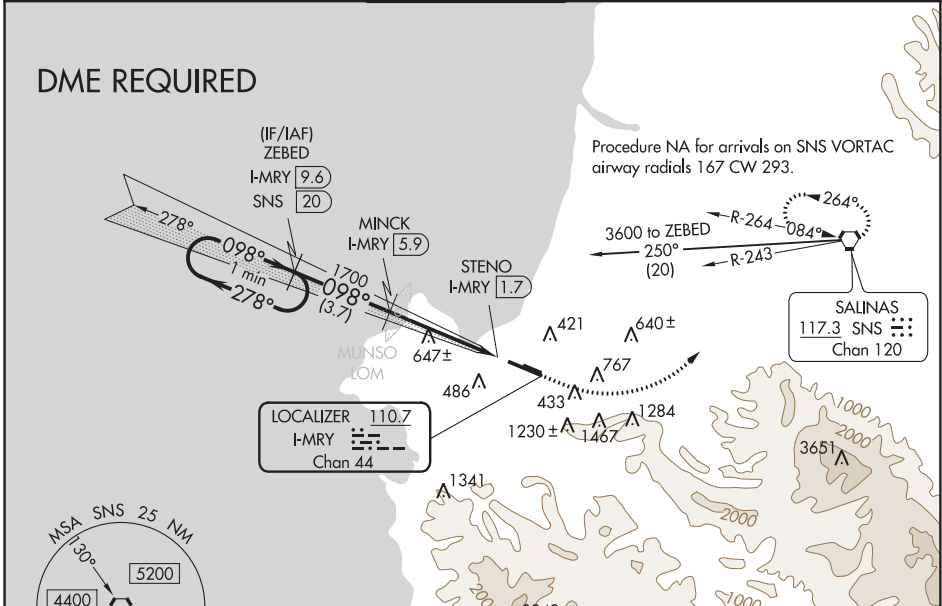 DME REQUIRED
(IF/IAF)
ZEBED
I-MRY 9.6
SNS 20
MINCK
I-MRY 5.9
STENO
I-MRY 1.7
Procedure NA for arrivals on SNS VORTAC
airway radials 167 CW 293.
264°
R-264
084°
3600 to ZEBED
250°
(20)
R-243
278°
098°
1 min
278°
1700
098°
(3.7)
SALINAS
117.3 SNS
Chan 120
MUNSO
LOM
647±
486
421
640±
767
433
1230±
1467
1284
LOCALIZER 110.7
I-MRY
Chan 44
1000
2000
3651
1341
2000
1000
200
MSA SNS 25 NM
130°
5200
4400